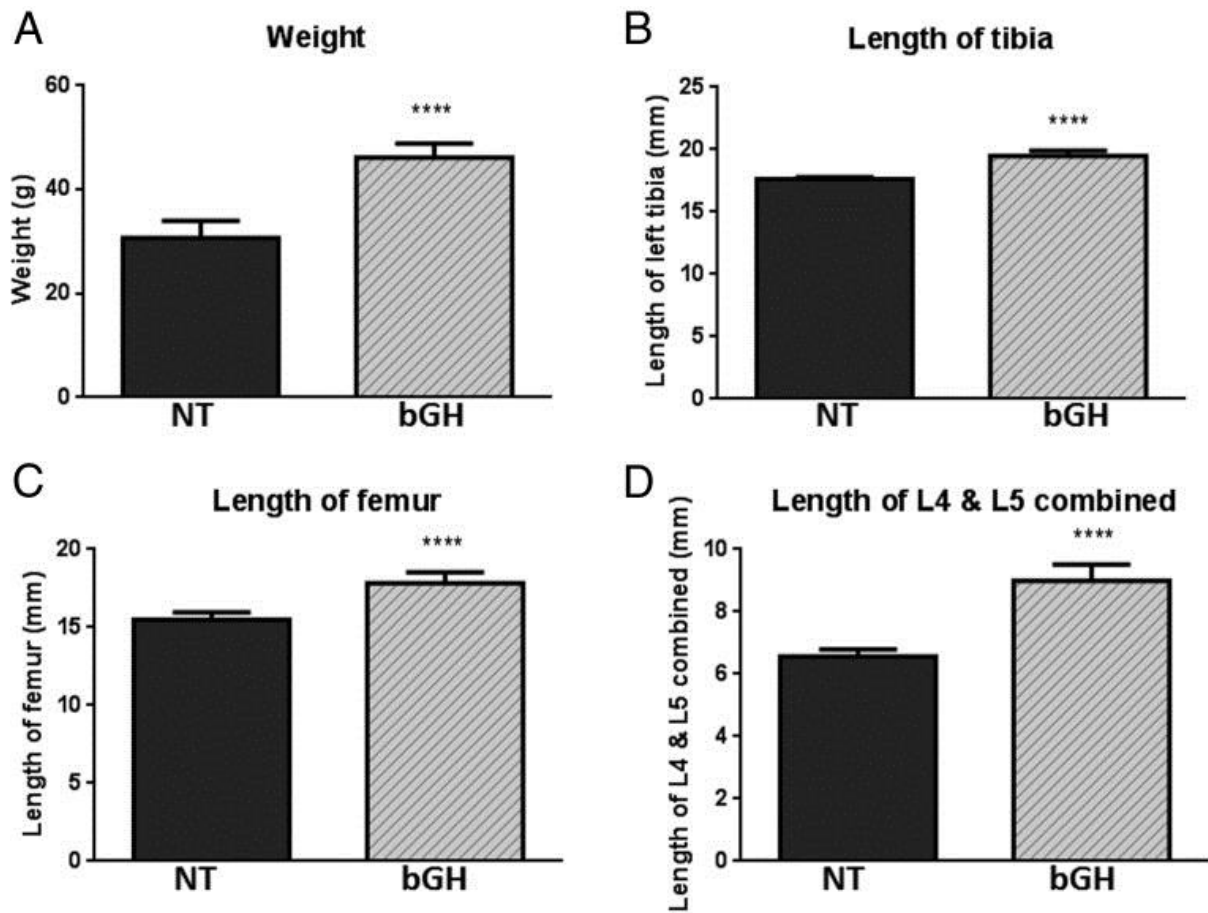 A
Weight
Weight (g)
60
40
20
0
****
NT
bGH
B
Length of tibia
Length of left tibia (mm)
25
20
15
10
5
0
****
NT
bGH
C
Length of femur
Length of femur (mm)
20
15
10
5
0
****
NT
bGH
D
Length of L4 & L5 combined
Length of L4 & L5 combined (mm)
10
8
6
4
2
0
****
NT
bGH